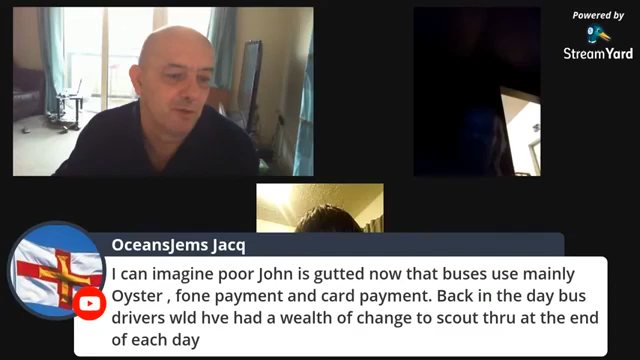 Powered by
StreamYard
OceansJems Jacq
I can imagine poor John is gutted now that buses use mainly
Oyster , fone payment and card payment. Back in the day bus
drivers wld hve had a wealth of change to scout thru at the end
of each day